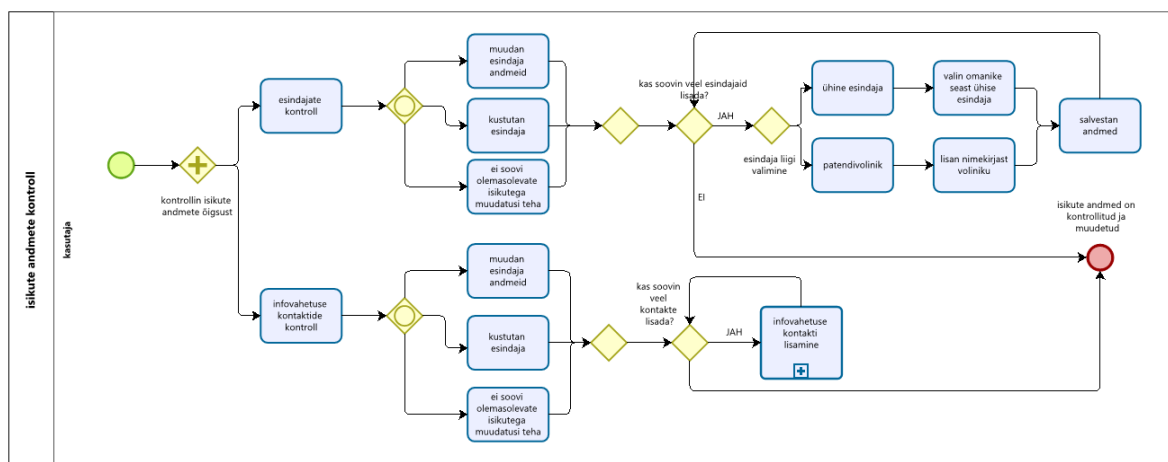 isikute andmete kontroll
kasutaja
kontrollin isikute
andmete õigsust
esindajate
kontroll
muudan
esindaja
andmeid
kustutan
esindaja
ei soovi
olemasolevate
isikutega
muudatusi teha
kas soovin veel esindajaid
lisada?
JAH
EI
esindaja liigi
valimine
ühine esindaja
valin omanike
seast ühise
esindaja
patendivolinik
lisan nimekirjast
voliniku
salvestan
andmed
isikute andmed on
kontrollitud ja
muudetud
infovahetuse
kontaktide
kontroll
muudan
esindaja
andmeid
kustutan
esindaja
ei soovi
olemasolevate
isikutega
muudatusi teha
kas soovin
veel
kontakte
lisada?
JAH
infovahetuse
kontakti
lisamine